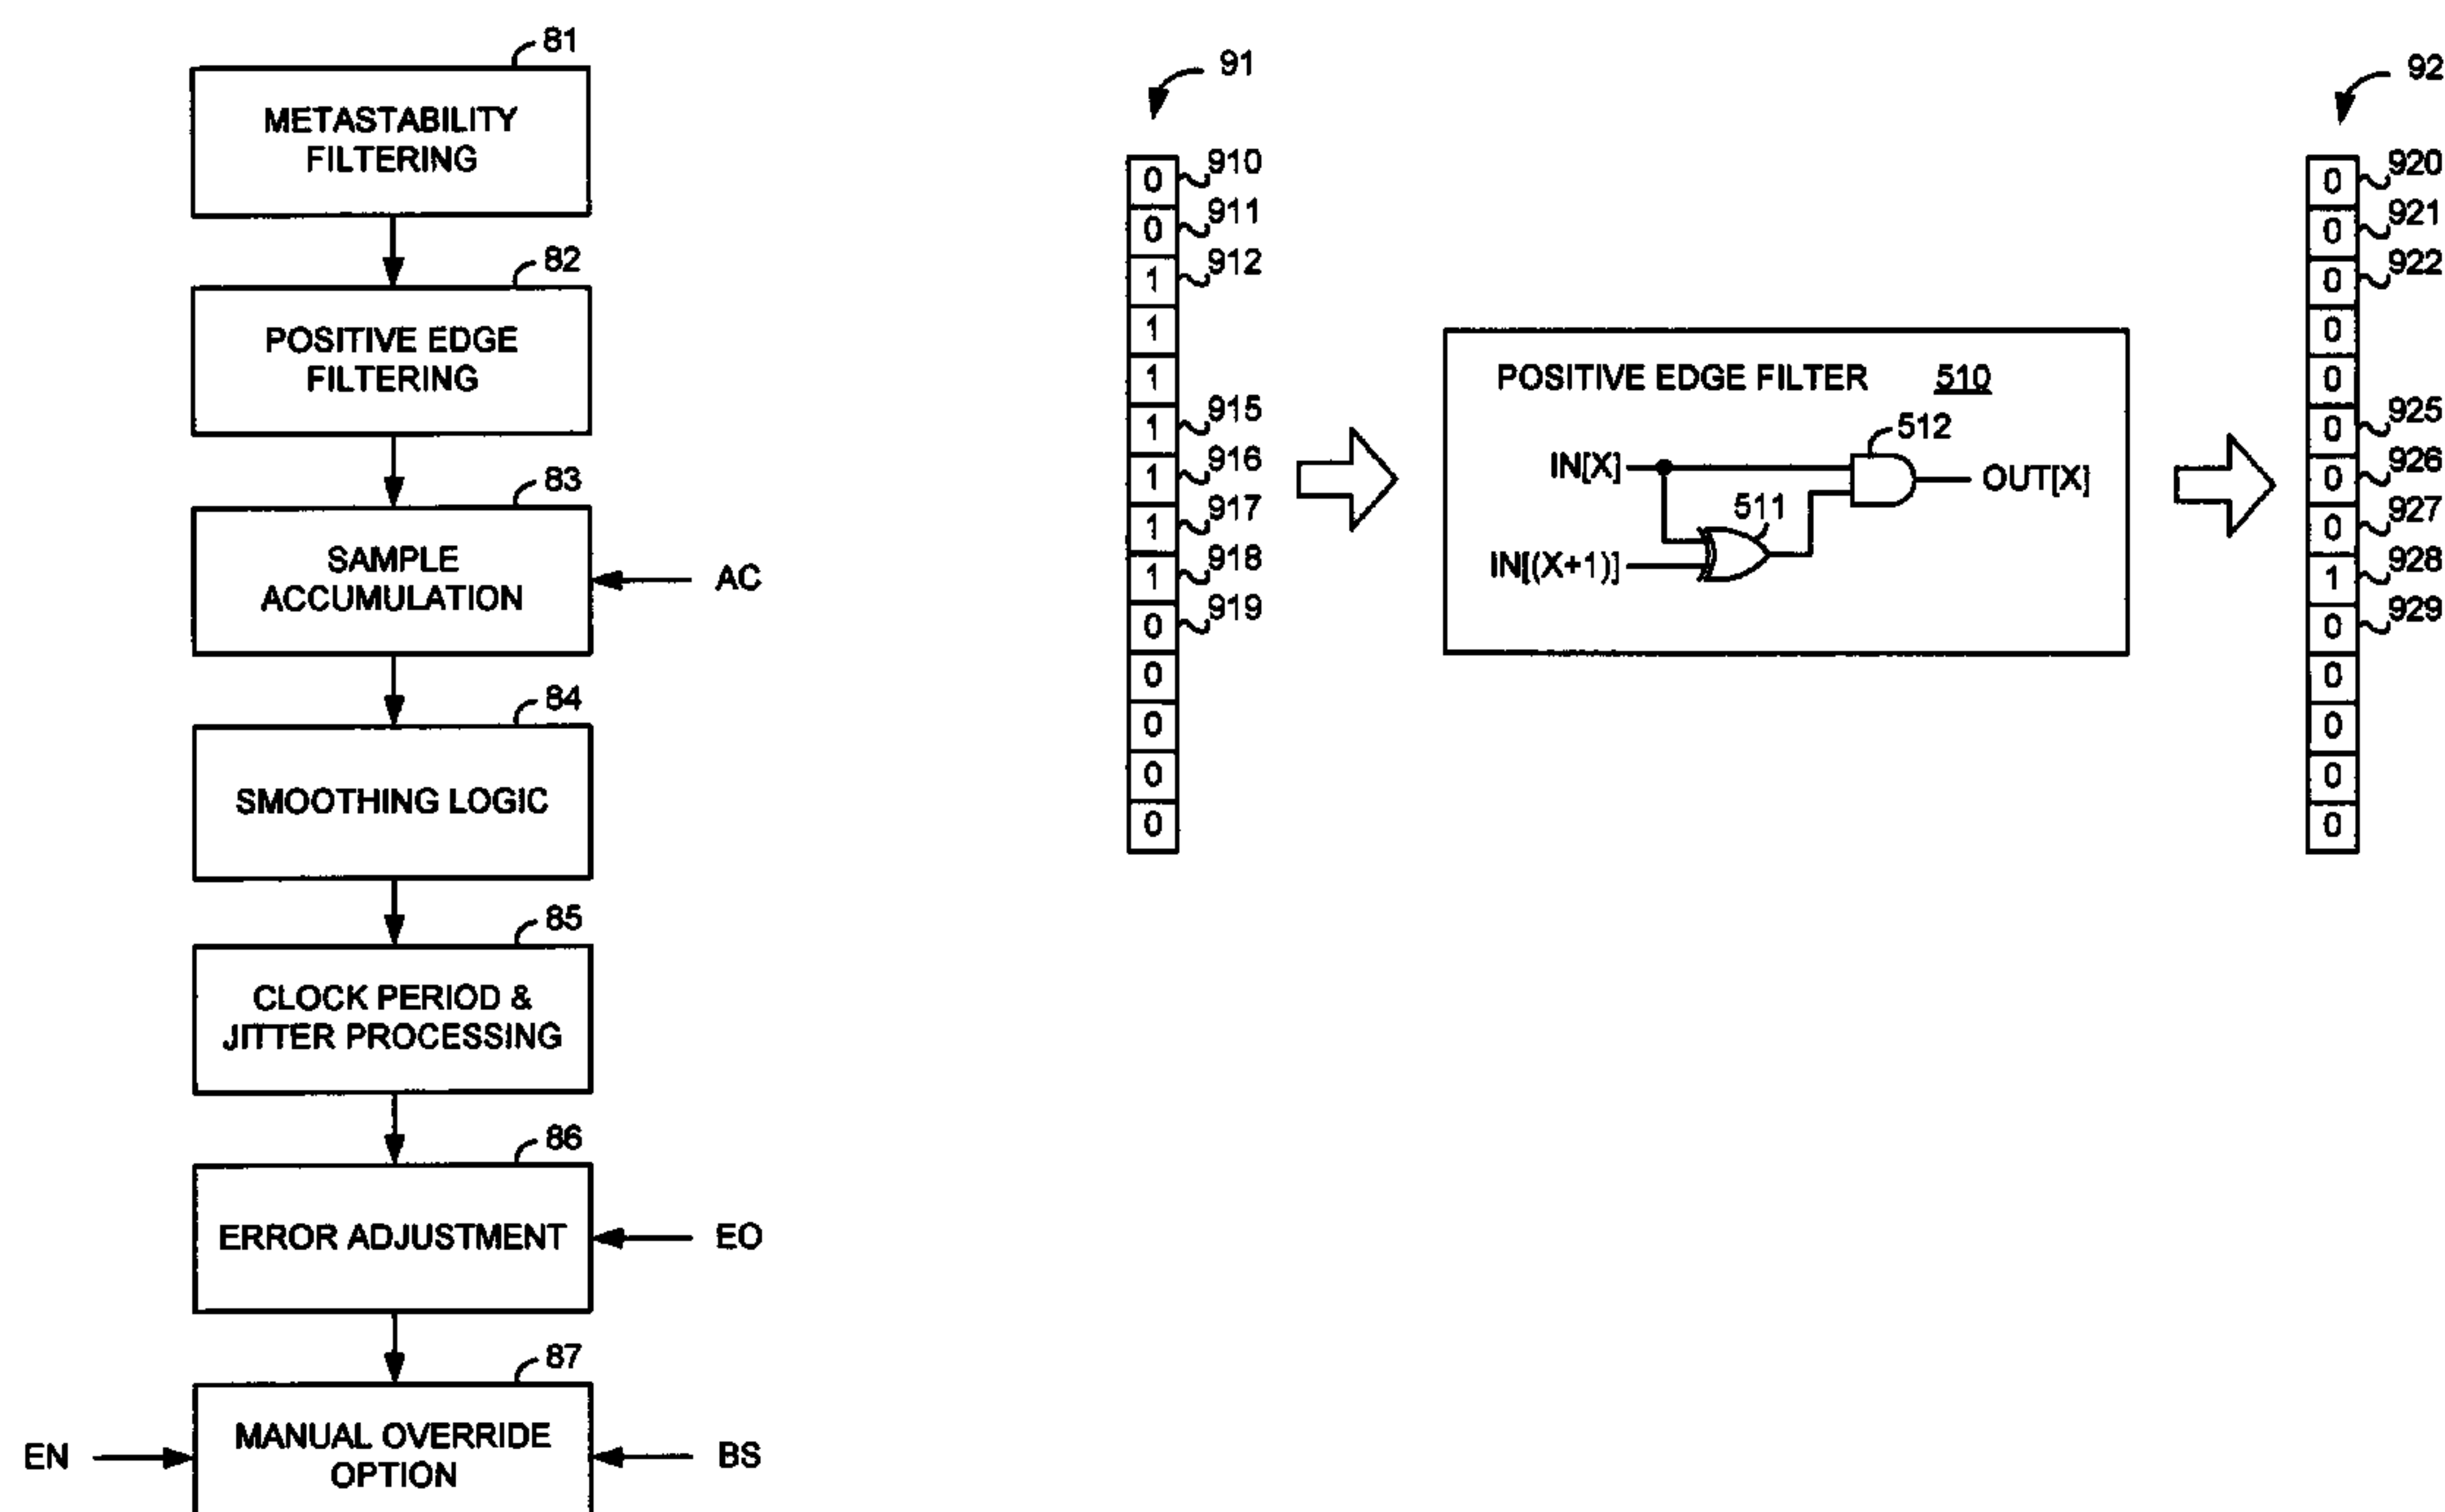 81
METASTABILITY
FILTERING
82
POSITIVE EDGE
FILTERING
83
SAMPLE
ACCUMULATION
AC
84
SMOOTHING LOGIC
85
CLOCK PERIOD &
JITTER PROCESSING
86
ERROR ADJUSTMENT
EO
87
EN
MANUAL OVERRIDE
OPTION
BS
91
0 910
0 911
1 912
1
1
1 915
1 916
1 917
1 918
0 919
0
0
0
0
POSITIVE EDGE FILTER 510
512
IN[X]
OUT[X]
511
IN[(X+1)]
92
0 920
0 921
0 922
0
0
0 925
0 926
0 927
1 928
0 929
0
0
0
0